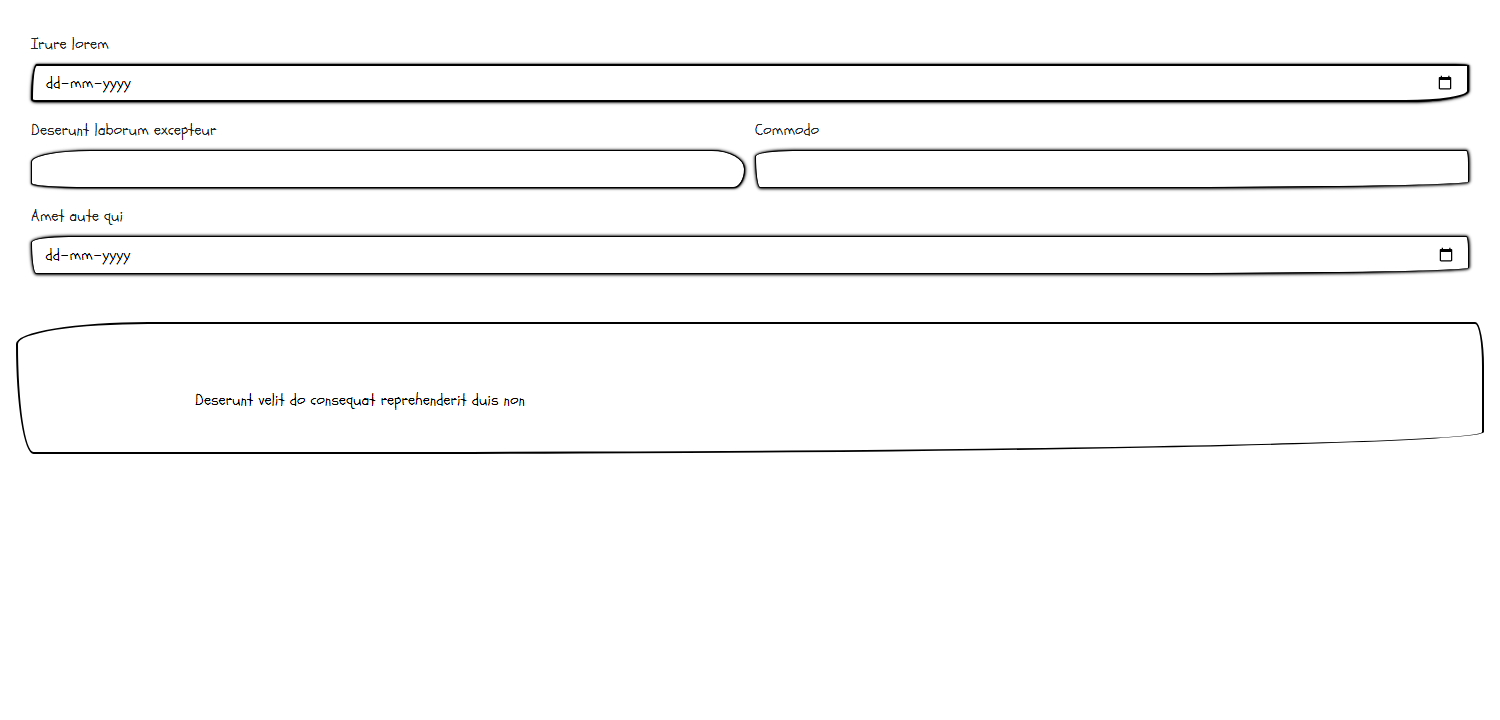 Irure lorem
dd-mm-yyyy
Deserunt laborum excepteur
Commodo
Amet aute qui
dd-mm-yyyy
Deserunt velit do consequat reprehenderit duis non